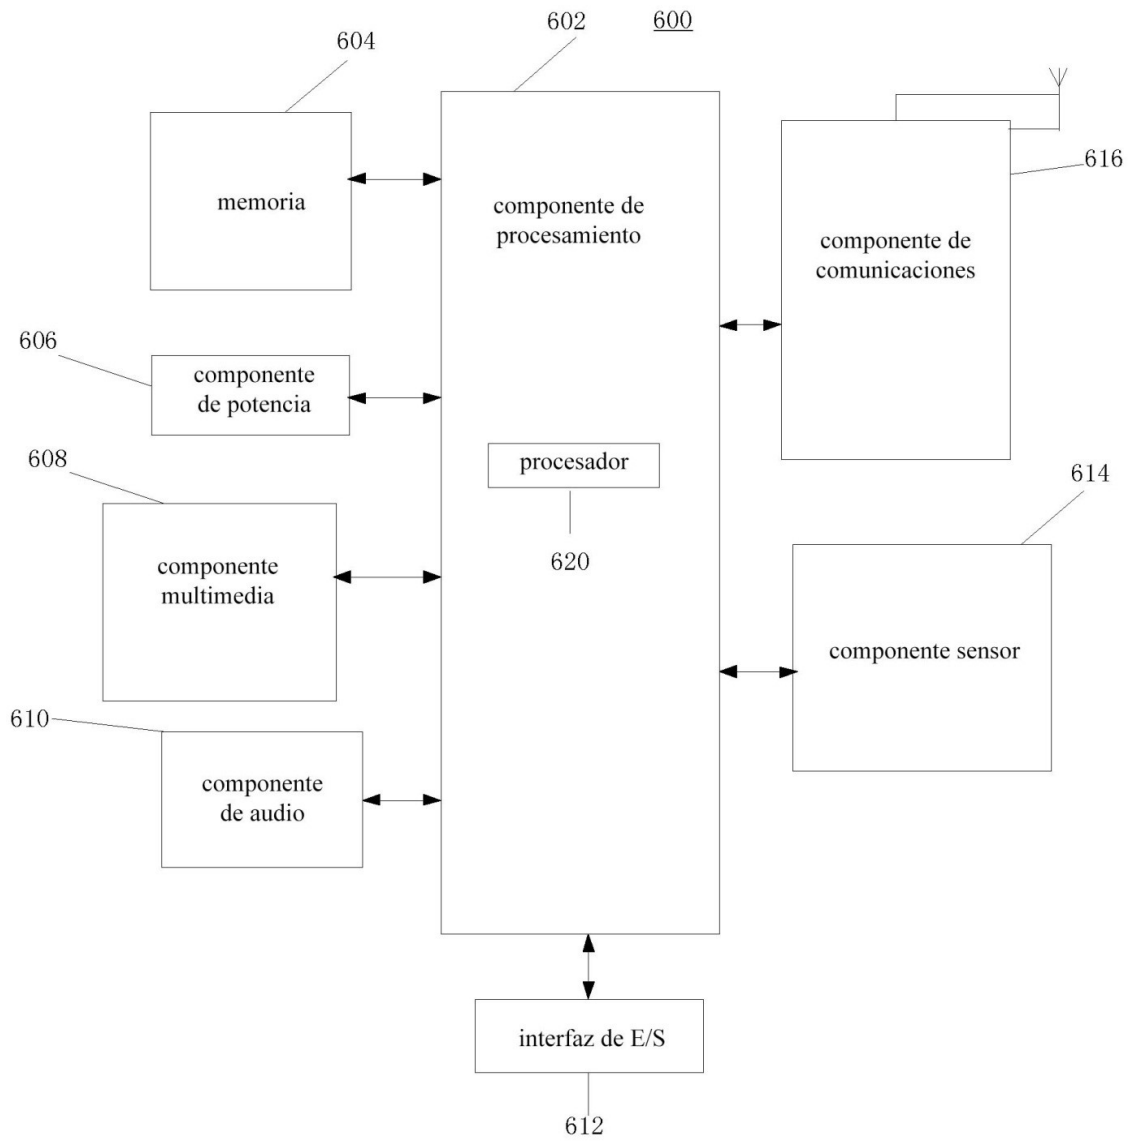 602
600
604
616
memoria
componente de
procesamiento
componente de
comunicaciones
606
componente
de potencia
608
procesador
614
620
componente
multimedia
componente sensor
610
componente
de audio
interfaz de E/S
612